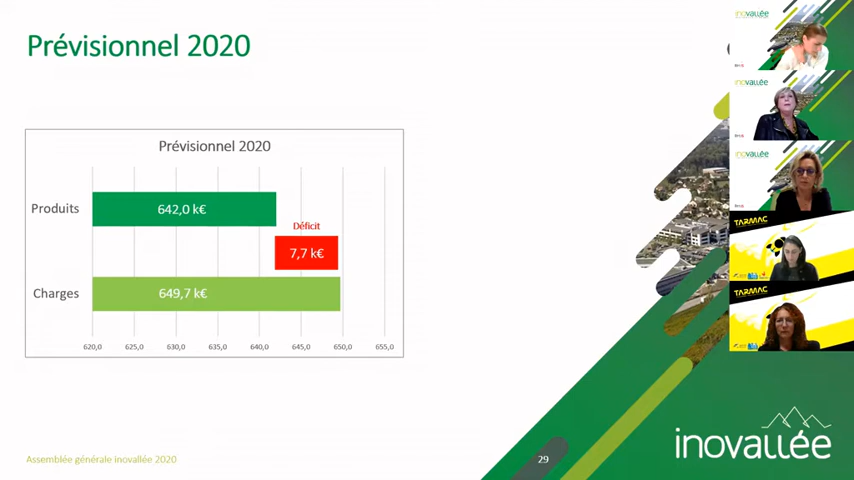 Prévisionnel 2020
Prévisionnel 2020
Produits
642,0 k€
Déficit
7,7 k€
Charges
649,7 k€
620,0 625,0 630,0 635,0 640,0 645,0 650,0 655,0
Assemblée générale inovallée 2020
29
inovallée
inovallée
inovallée
inovallée
TARMAC
TARMAC